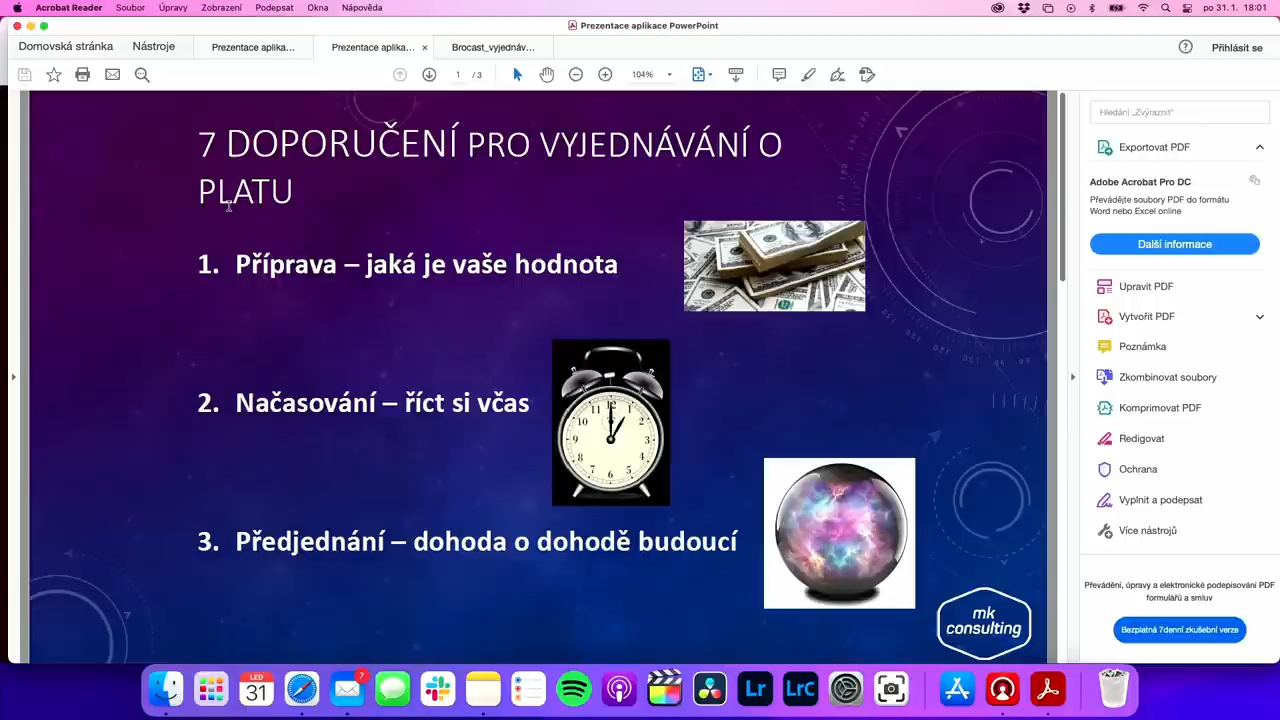 Acrobat Reader Soubor Úpravy Zobrazení Podepsat Okna Nápověda po 31. 1. 18:01
Prezentace aplikace PowerPoint
Domovská stránka Nástroje Prezentace aplika... Prezentace aplika... × Brocast_vyjednáv... Přihlásit se
1 / 3 104%
7 DOPORUČENÍ PRO VYJEDNÁVÁNÍ O
PLATU
1. Příprava – jaká je vaše hodnota
2. Načasování – říct si včas
3. Předjednání – dohoda o dohodě budoucí
mk
consulting
Hledání „Zvýraznit"
Exportovat PDF
Adobe Acrobat Pro DC
Převádějte soubory PDF do formátu
Word nebo Excel online
Další informace
Upravit PDF
Vytvořit PDF
Poznámka
Zkombinovat soubory
Komprimovat PDF
Redigovat
Ochrana
Vyplnit a podepsat
Více nástrojů
Převádění, úpravy a elektronické podepisování PDF
formulářů a smluv
Bezplatná 7denní zkušební verze
LED
31
7
Lr
LrC